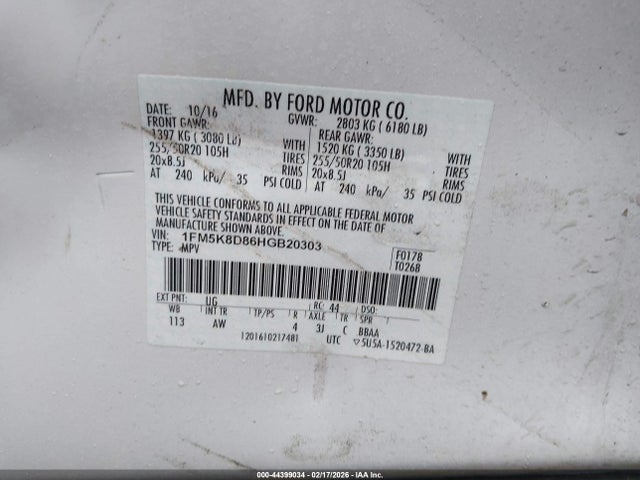 MFD. BY FORD MOTOR CO.
DATE: 10/16 GVWR: 2803 KG ( 6180 LB)
FRONT GAWR: REAR GAWR:
1397 KG ( 3080 LB) WITH 1520 KG ( 3350 LB) WITH
255/50R20 105H TIRES 255/50R20 105H TIRES
20x8.5J RIMS 20x8.5J RIMS
AT 240 kPa/ 35 PSI COLD AT 240 kPa/ 35 PSI COLD
THIS VEHICLE CONFORMS TO ALL APPLICABLE FEDERAL MOTOR
VEHICLE SAFETY STANDARDS IN EFFECT ON THE DATE OF
MANUFACTURE SHOWN ABOVE.
VIN: 1FM5K8D86HGB20303
TYPE: MPV
F0178
T0268
EXT PNT: UG RC: 44 DSO:
WB INT TR TP/PS R AXLE TR SPR
113 AW 4 3J C BBAA
1201610217481 UTC ▽5U5A-1520472-BA
000-44399034 - 02/17/2026 - IAA Inc.